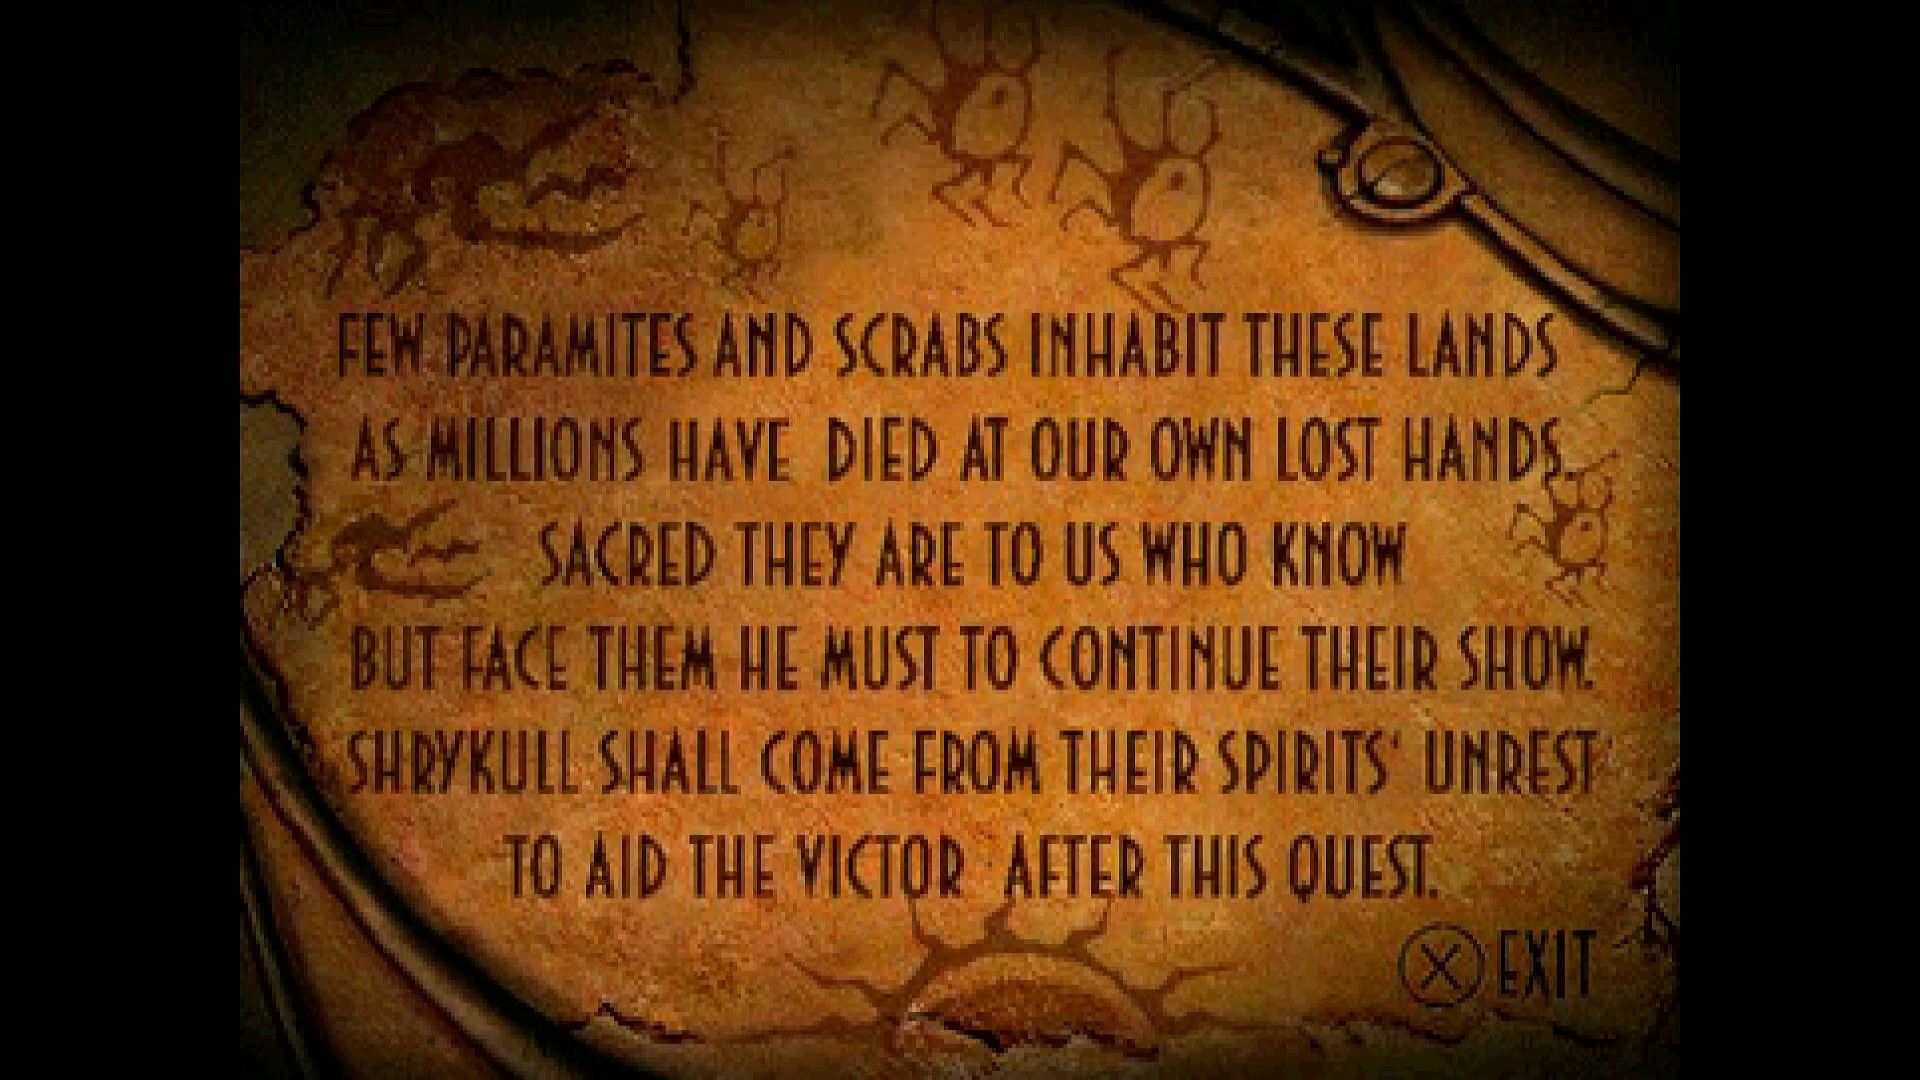 FEW PARAMITES AND SCRABS INHABIT THESE LANDS
AS MILLIONS HAVE DIED AT OUR OWN LOST HANDS.
SACRED THEY ARE TO US WHO KNOW
BUT FACE THEM HE MUST TO CONTINUE THEIR SHOW.
SHRYKULL SHALL COME FROM THEIR SPIRITS' UNREST
TO AID THE VICTOR AFTER THIS QUEST.
EXIT